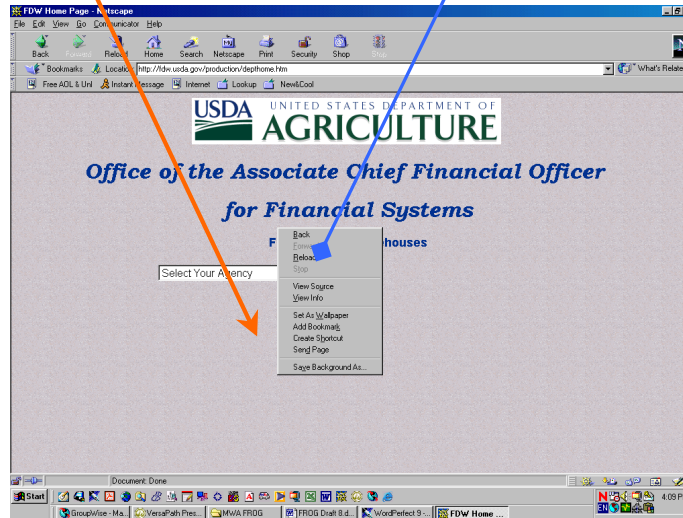 FDW Home Page - Netscape
File Edit View Go Communicator Help
Back Forward Reload Home Search Netscape Print Security Shop Stop
Bookmarks Location: http://fdw.usda.gov/production/depthome.htm What's Relate
Free AOL & Unl Instant Message Internet Lookup New&Cool
USDA UNITED STATES DEPARTMENT OF
AGRICULTURE
Office of the Associate Chief Financial Officer
for Financial Systems
F houses
Select Your Agency
Back
Forwa
Reload
Stop
View Source
View Info
Set As Wallpaper
Add Bookmark
Create Shortcut
Send Page
Save Background As...
Document: Done
Start 4:09 P
GroupWise - Ma... VersaPath Pres... MWA FROG FROG Draft 8.d... WordPerfect 9 -... FDW Home ...